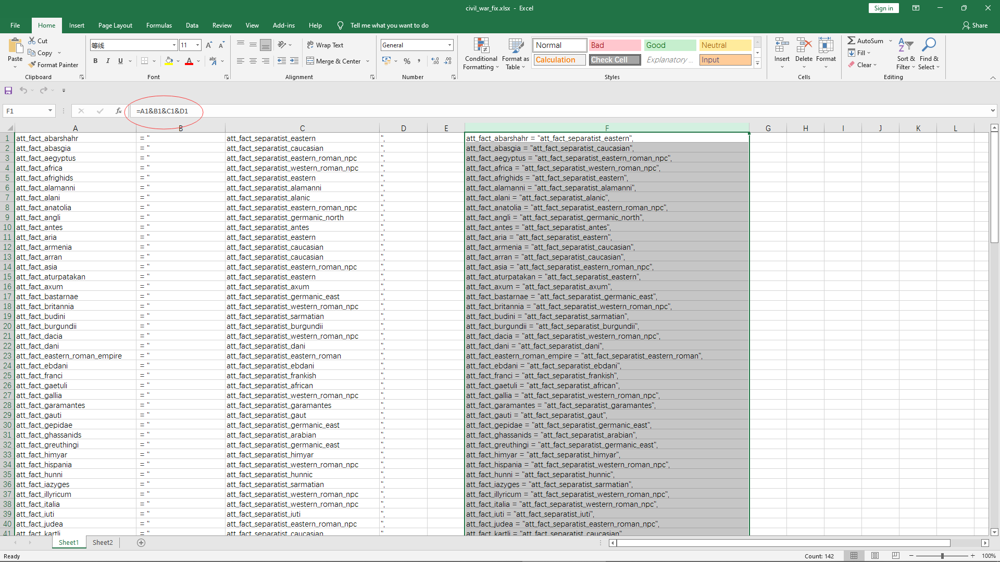 civil_war_fix.xlsx - Excel
Sign in
File Home Insert Page Layout Formulas Data Review View Add-ins Help Tell me what you want to do Share
Paste
Cut
Copy
Format Painter
Clipboard
等线 11
B I U A abc
Font
Wrap Text
Merge & Center
Alignment
General
% ,
Number
Conditional Formatting
Format as Table
Normal Bad Good Neutral
Calculation Check Cell Explanatory ... Input
Styles
Insert Delete Format
Cells
AutoSum
Fill
Clear
Sort & Filter
Find & Select
Editing
F1 fx =A1&B1&C1&D1
A B C D E F G H I J K L
1 att_fact_abarshahr = " att_fact_separatist_eastern ", att_fact_abarshahr = "att_fact_separatist_eastern",
2 att_fact_abasgia = " att_fact_separatist_caucasian ", att_fact_abasgia = "att_fact_separatist_caucasian",
3 att_fact_aegyptus = " att_fact_separatist_eastern_roman_npc ", att_fact_aegyptus = "att_fact_separatist_eastern_roman_npc",
4 att_fact_africa = " att_fact_separatist_western_roman_npc ", att_fact_africa = "att_fact_separatist_western_roman_npc",
5 att_fact_afrighids = " att_fact_separatist_eastern ", att_fact_afrighids = "att_fact_separatist_eastern",
6 att_fact_alamanni = " att_fact_separatist_alamanni ", att_fact_alamanni = "att_fact_separatist_alamanni",
7 att_fact_alani = " att_fact_separatist_alanic ", att_fact_alani = "att_fact_separatist_alanic",
8 att_fact_anatolia = " att_fact_separatist_eastern_roman_npc ", att_fact_anatolia = "att_fact_separatist_eastern_roman_npc",
9 att_fact_angli = " att_fact_separatist_germanic_north ", att_fact_angli = "att_fact_separatist_germanic_north",
10 att_fact_antes = " att_fact_separatist_antes ", att_fact_antes = "att_fact_separatist_antes",
11 att_fact_aria = " att_fact_separatist_eastern ", att_fact_aria = "att_fact_separatist_eastern",
12 att_fact_armenia = " att_fact_separatist_caucasian ", att_fact_armenia = "att_fact_separatist_caucasian",
13 att_fact_arran = " att_fact_separatist_caucasian ", att_fact_arran = "att_fact_separatist_caucasian",
14 att_fact_asia = " att_fact_separatist_eastern_roman_npc ", att_fact_asia = "att_fact_separatist_eastern_roman_npc",
15 att_fact_aturpatakan = " att_fact_separatist_eastern ", att_fact_aturpatakan = "att_fact_separatist_eastern",
16 att_fact_axum = " att_fact_separatist_axum ", att_fact_axum = "att_fact_separatist_axum",
17 att_fact_bastarnae = " att_fact_separatist_germanic_east ", att_fact_bastarnae = "att_fact_separatist_germanic_east",
18 att_fact_britannia = " att_fact_separatist_western_roman_npc ", att_fact_britannia = "att_fact_separatist_western_roman_npc",
19 att_fact_budini = " att_fact_separatist_sarmatian ", att_fact_budini = "att_fact_separatist_sarmatian",
20 att_fact_burgundii = " att_fact_separatist_burgundii ", att_fact_burgundii = "att_fact_separatist_burgundii",
21 att_fact_dacia = " att_fact_separatist_western_roman_npc ", att_fact_dacia = "att_fact_separatist_western_roman_npc",
22 att_fact_dani = " att_fact_separatist_dani ", att_fact_dani = "att_fact_separatist_dani",
23 att_fact_eastern_roman_empire = " att_fact_separatist_eastern_roman ", att_fact_eastern_roman_empire = "att_fact_separatist_eastern_roman",
24 att_fact_ebdani = " att_fact_separatist_ebdani ", att_fact_ebdani = "att_fact_separatist_ebdani",
25 att_fact_franci = " att_fact_separatist_frankish ", att_fact_franci = "att_fact_separatist_frankish",
26 att_fact_gaetuli = " att_fact_separatist_african ", att_fact_gaetuli = "att_fact_separatist_african",
27 att_fact_gallia = " att_fact_separatist_western_roman_npc ", att_fact_gallia = "att_fact_separatist_western_roman_npc",
28 att_fact_garamantes = " att_fact_separatist_garamantes ", att_fact_garamantes = "att_fact_separatist_garamantes",
29 att_fact_gauti = " att_fact_separatist_gaut ", att_fact_gauti = "att_fact_separatist_gaut",
30 att_fact_gepidae = " att_fact_separatist_germanic_east ", att_fact_gepidae = "att_fact_separatist_germanic_east",
31 att_fact_ghassanids = " att_fact_separatist_arabian ", att_fact_ghassanids = "att_fact_separatist_arabian",
32 att_fact_greuthingi = " att_fact_separatist_germanic_east ", att_fact_greuthingi = "att_fact_separatist_germanic_east",
33 att_fact_himyar = " att_fact_separatist_himyar ", att_fact_himyar = "att_fact_separatist_himyar",
34 att_fact_hispania = " att_fact_separatist_western_roman_npc ", att_fact_hispania = "att_fact_separatist_western_roman_npc",
35 att_fact_hunni = " att_fact_separatist_hunnic ", att_fact_hunni = "att_fact_separatist_hunnic",
36 att_fact_iazyges = " att_fact_separatist_sarmatian ", att_fact_iazyges = "att_fact_separatist_sarmatian",
37 att_fact_illyricum = " att_fact_separatist_western_roman_npc ", att_fact_illyricum = "att_fact_separatist_western_roman_npc",
38 att_fact_italia = " att_fact_separatist_western_roman_npc ", att_fact_italia = "att_fact_separatist_western_roman_npc",
39 att_fact_iuti = " att_fact_separatist_iuti ", att_fact_iuti = "att_fact_separatist_iuti",
40 att_fact_judea = " att_fact_separatist_eastern_roman_npc ", att_fact_judea = "att_fact_separatist_eastern_roman_npc",
41 att_fact_kartli = " att_fact_separatist_caucasian " att_fact_kartli = "att_fact_separatist_caucasian"
Sheet1 Sheet2
Ready Count: 142 100%